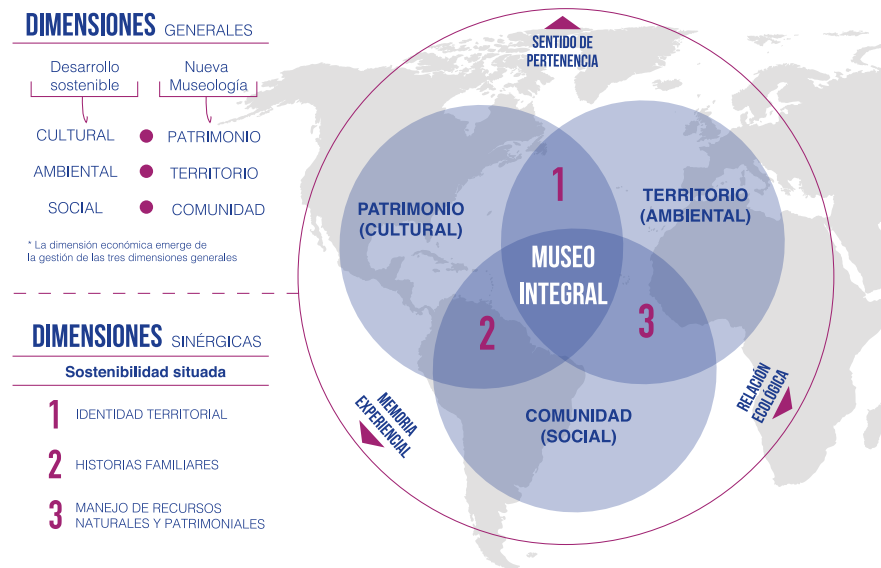 DIMENSIONES GENERALES
Desarrollo
sostenible
Nueva
Museología
CULTURAL
PATRIMONIO
AMBIENTAL
TERRITORIO
SOCIAL
COMUNIDAD
* La dimensión económica emerge de
la gestión de las tres dimensiones generales
DIMENSIONES SINÉRGICAS
Sostenibilidad situada
1 IDENTIDAD TERRITORIAL
2 HISTORIAS FAMILIARES
3 MANEJO DE RECURSOS
NATURALES Y PATRIMONIALES
SENTIDO DE
PERTENENCIA
1
PATRIMONIO
(CULTURAL)
TERRITORIO
(AMBIENTAL)
MUSEO
INTEGRAL
2
3
COMUNIDAD
(SOCIAL)
MEMORIA
EXPERIENCIAL
RELACIÓN
ECOLÓGICA